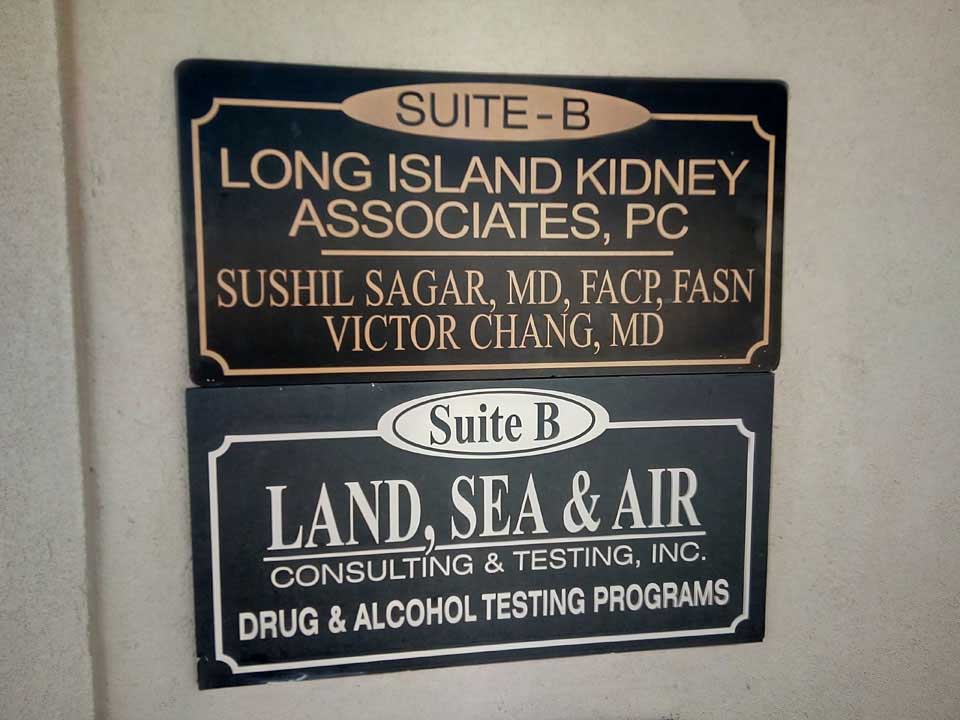 SUITE-B
LONG ISLAND KIDNEY
ASSOCIATES, PC
SUSHIL SAGAR, MD, FACP, FASN
VICTOR CHANG, MD
Suite B
LAND, SEA & AIR
CONSULTING & TESTING, INC.
DRUG & ALCOHOL TESTING PROGRAMS